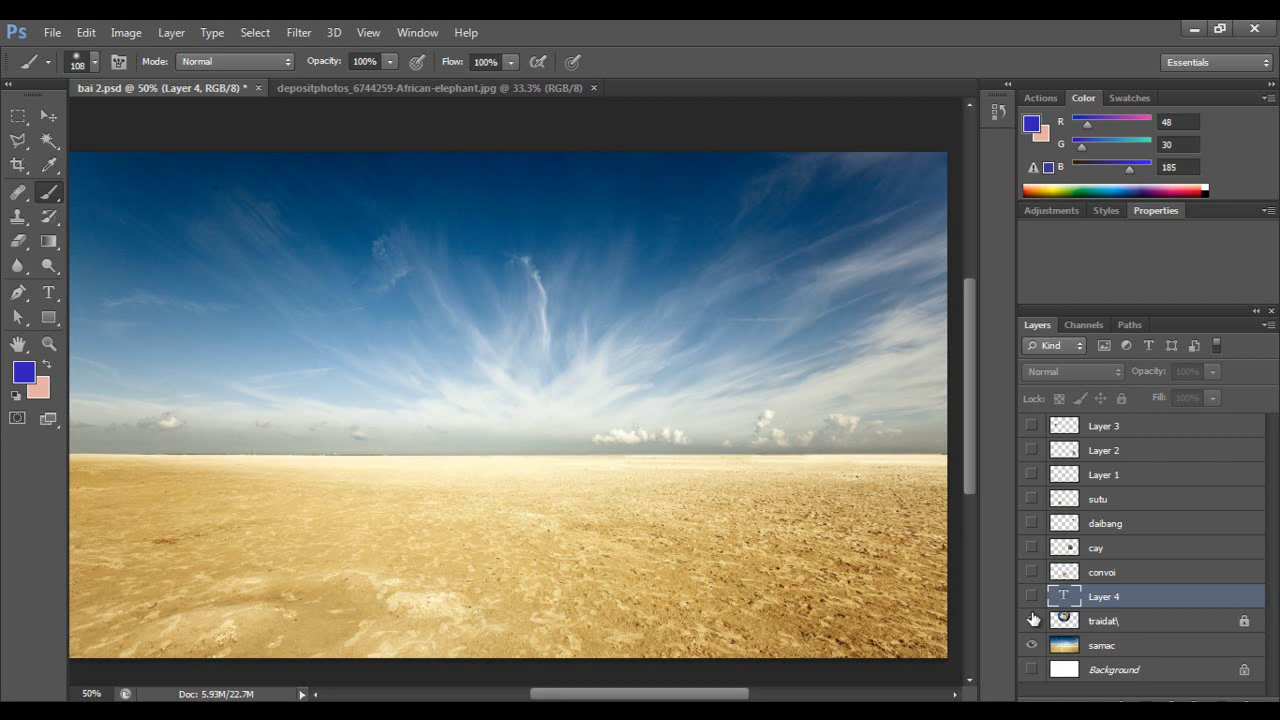 Ps File Edit Image Layer Type Select Filter 3D View Window Help
108 Mode: Normal Opacity: 100% Flow: 100% Essentials
bai 2.psd @ 50% (Layer 4, RGB/8) * × depositphotos_6744259-African-elephant.jpg @ 33.3% (RGB/8) ×
Actions Color Swatches
R 48
G 30
B 185
Adjustments Styles Properties
Layers Channels Paths
Kind T
Normal Opacity: 100%
Lock: Fill: 100%
Layer 3
Layer 2
Layer 1
sutu
daibang
cay
convoi
T Layer 4
traidat\
samac
Background
50% Doc: 5.93M/22.7M